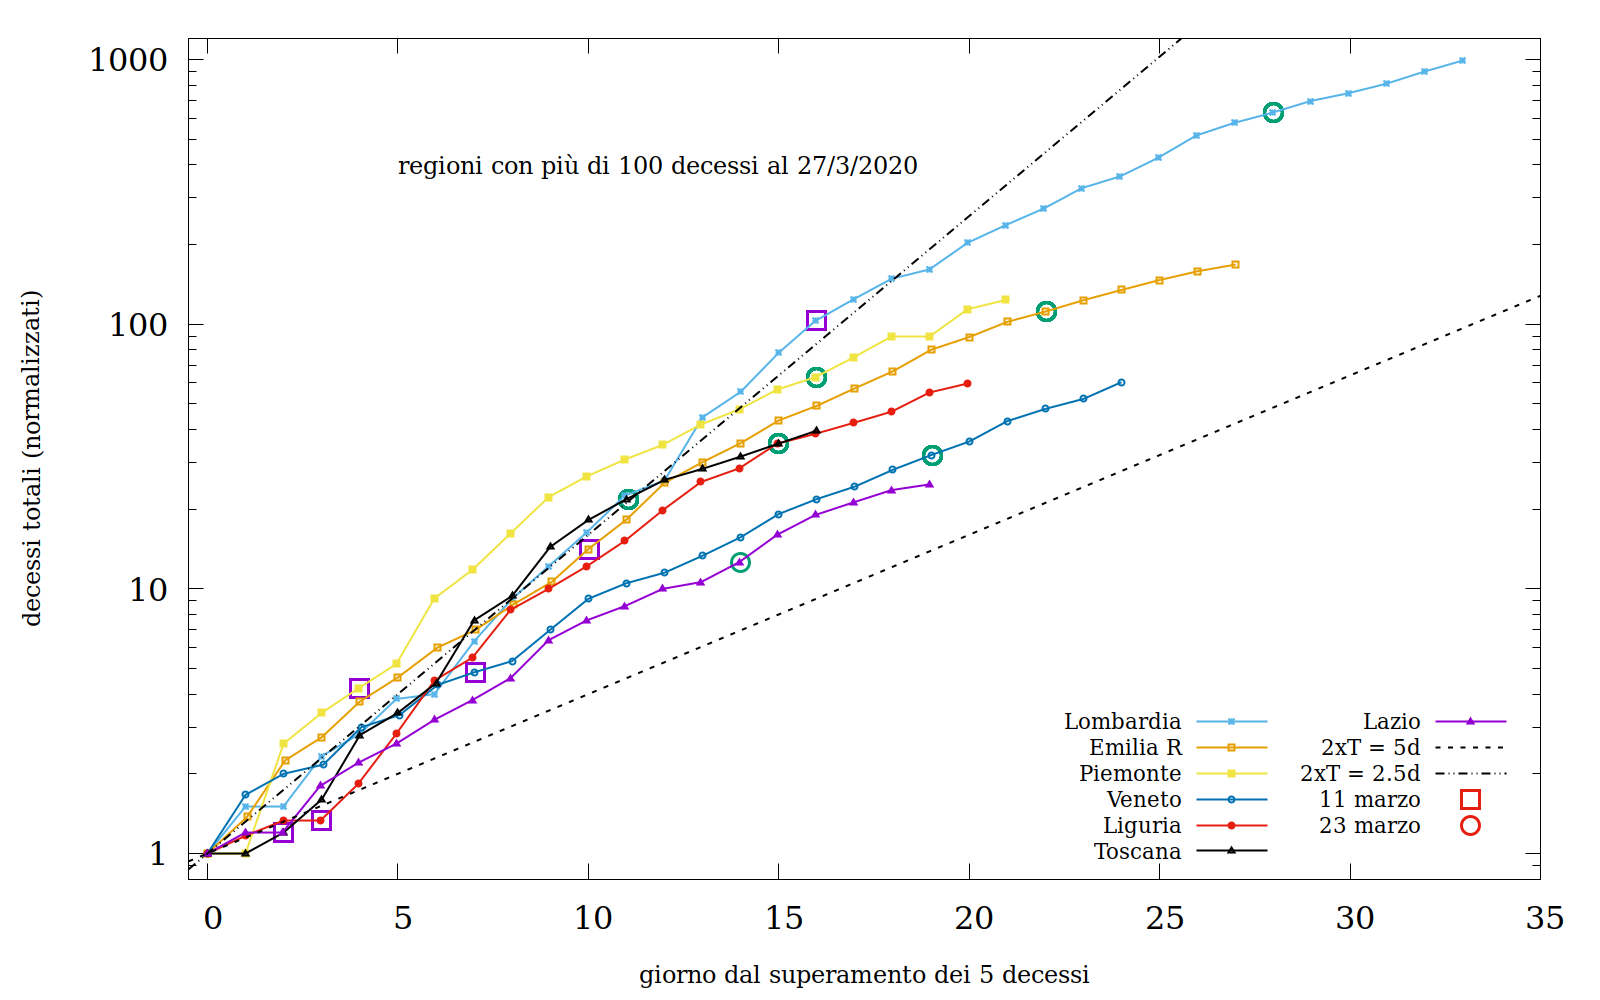 1000
100
10
1
decessi totali (normalizzati)
regioni con più di 100 decessi al 27/3/2020
Lombardia
Emilia R
Piemonte
Veneto
Liguria
Toscana
Lazio
2xT = 5d
2xT = 2.5d
11 marzo
23 marzo
0 5 10 15 20 25 30 35
giorno dal superamento dei 5 decessi